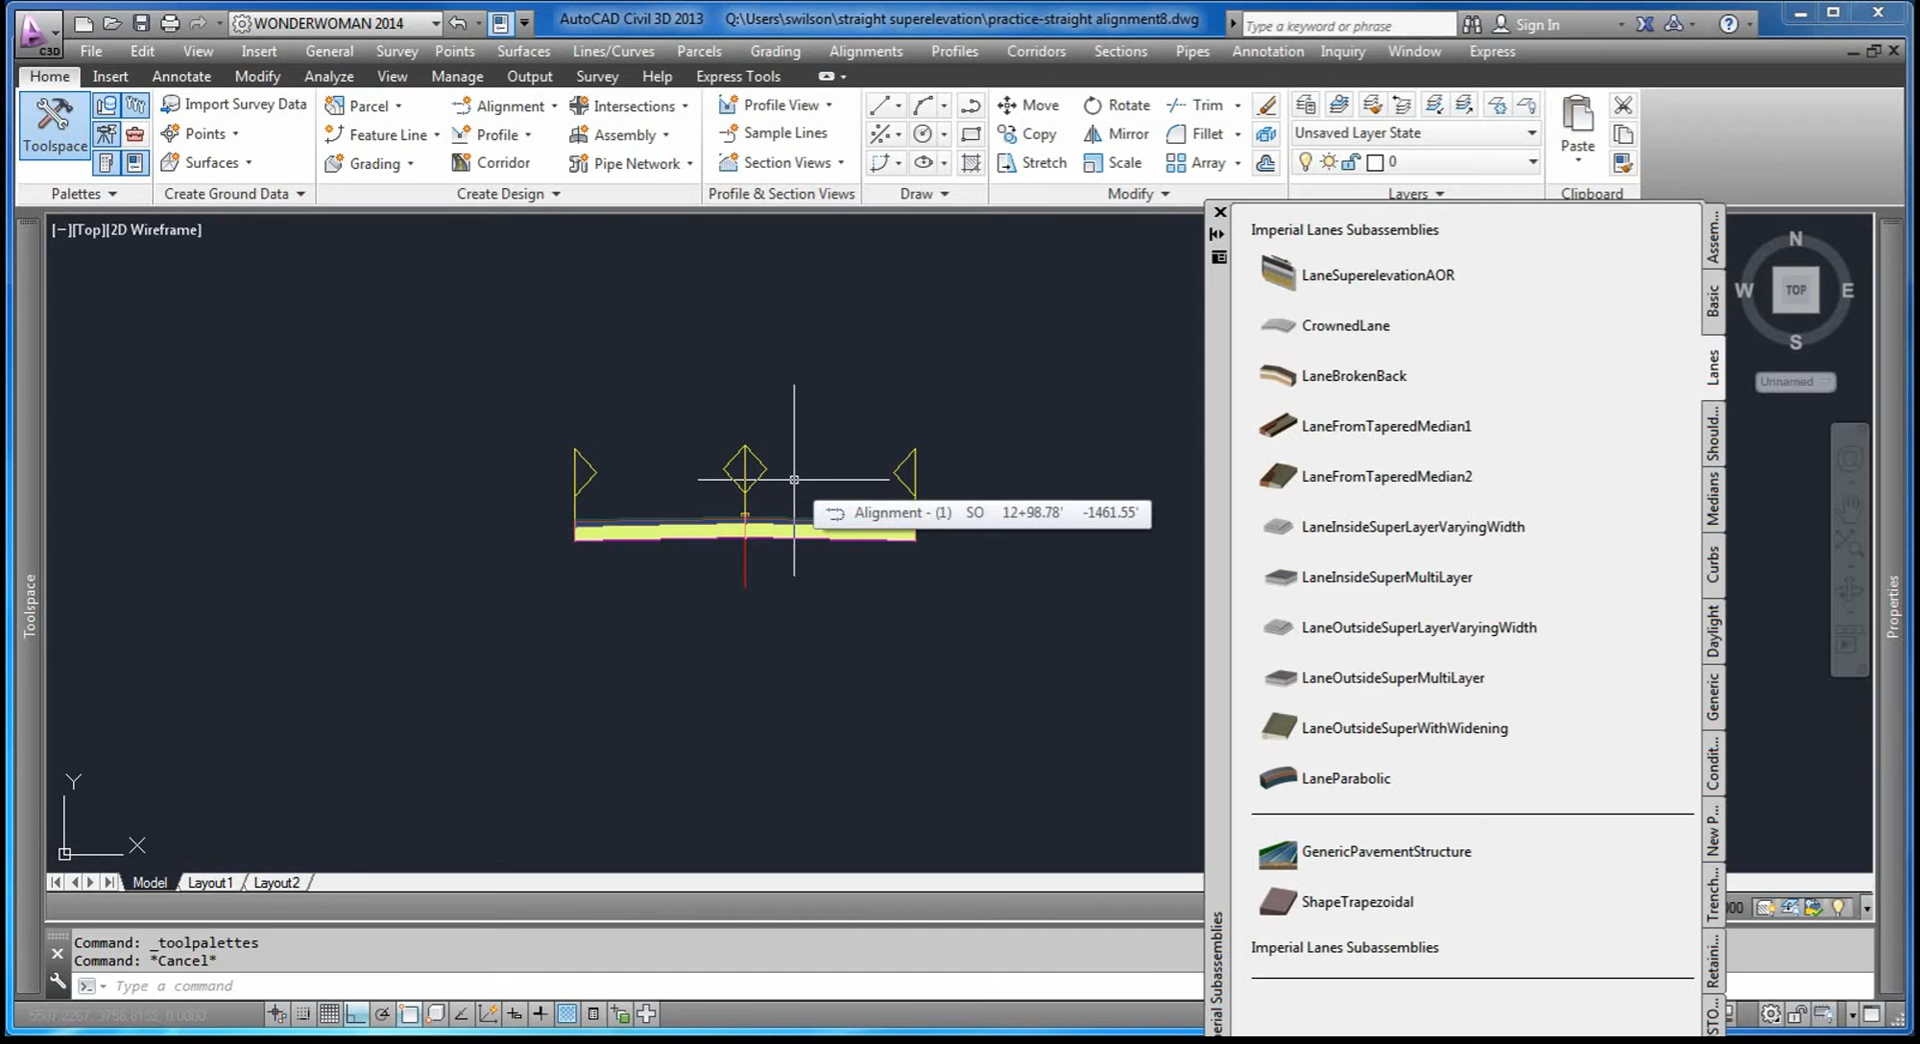 WONDERWOMAN 2014
AutoCAD Civil 3D 2013 Q:\Users\swilson\straight superelevation\practice-straight alignment8.dwg
Type a keyword or phrase
Sign In
C3D
File Edit View Insert General Survey Points Surfaces Lines/Curves Parcels Grading Alignments Profiles Corridors Sections Pipes Annotation Inquiry Window Express
Home Insert Annotate Modify Analyze View Manage Output Survey Help Express Tools
Toolspace
Import Survey Data
Points
Surfaces
Parcel
Feature Line
Grading
Alignment
Profile
Corridor
Intersections
Assembly
Pipe Network
Profile View
Sample Lines
Section Views
Move
Copy
Stretch
Rotate
Mirror
Scale
Trim
Fillet
Array
Unsaved Layer State
0
Paste
Palettes Create Ground Data Create Design Profile & Section Views Draw Modify Layers Clipboard
[−][Top][2D Wireframe]
Alignment - (1) SO 12+98.78' -1461.55'
Y
X
Imperial Lanes Subassemblies
LaneSuperelevationAOR
CrownedLane
LaneBrokenBack
LaneFromTaperedMedian1
LaneFromTaperedMedian2
LaneInsideSuperLayerVaryingWidth
LaneInsideSuperMultiLayer
LaneOutsideSuperLayerVaryingWidth
LaneOutsideSuperMultiLayer
LaneOutsideSuperWithWidening
LaneParabolic
GenericPavementStructure
ShapeTrapezoidal
Imperial Lanes Subassemblies
Assem...
Basic
Lanes
Should...
Medians
Curbs
Daylight
Generic
Condit...
New P...
Trench...
Retaini...
N
W TOP E
S
Unnamed
Toolspace
Properties
Model Layout1 Layout2
Command: _toolpalettes
Command: *Cancel*
Type a command